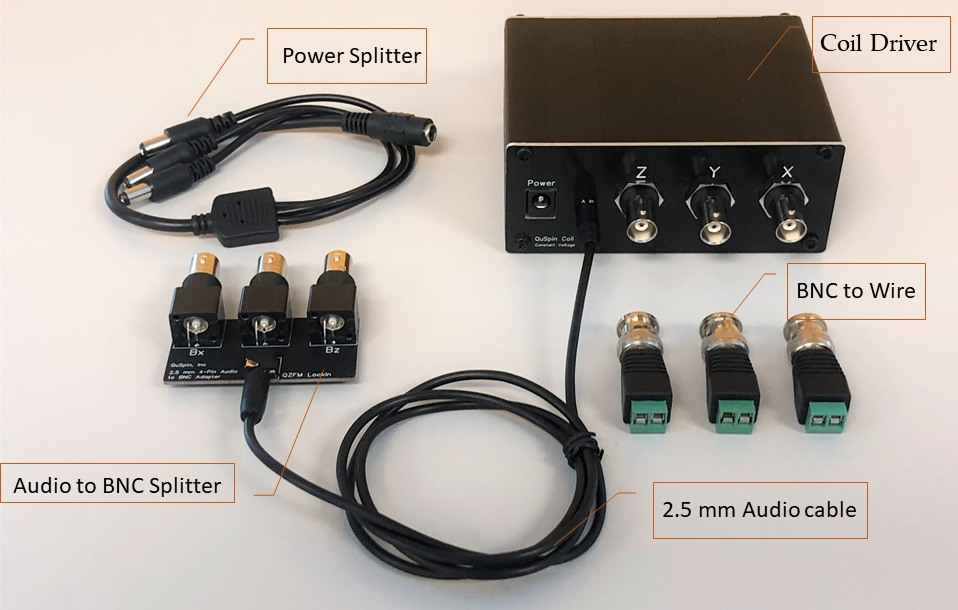 Power Splitter
Coil Driver
Power
A In
Z
Y
X
QuSpin Coil
Constant Voltage
BNC to Wire
Bx
Bz
QuSpin, Inc
2.5 mm 4-Pin Audio
to BNC Adapter
QZFM LockIn
Audio to BNC Splitter
2.5 mm Audio cable